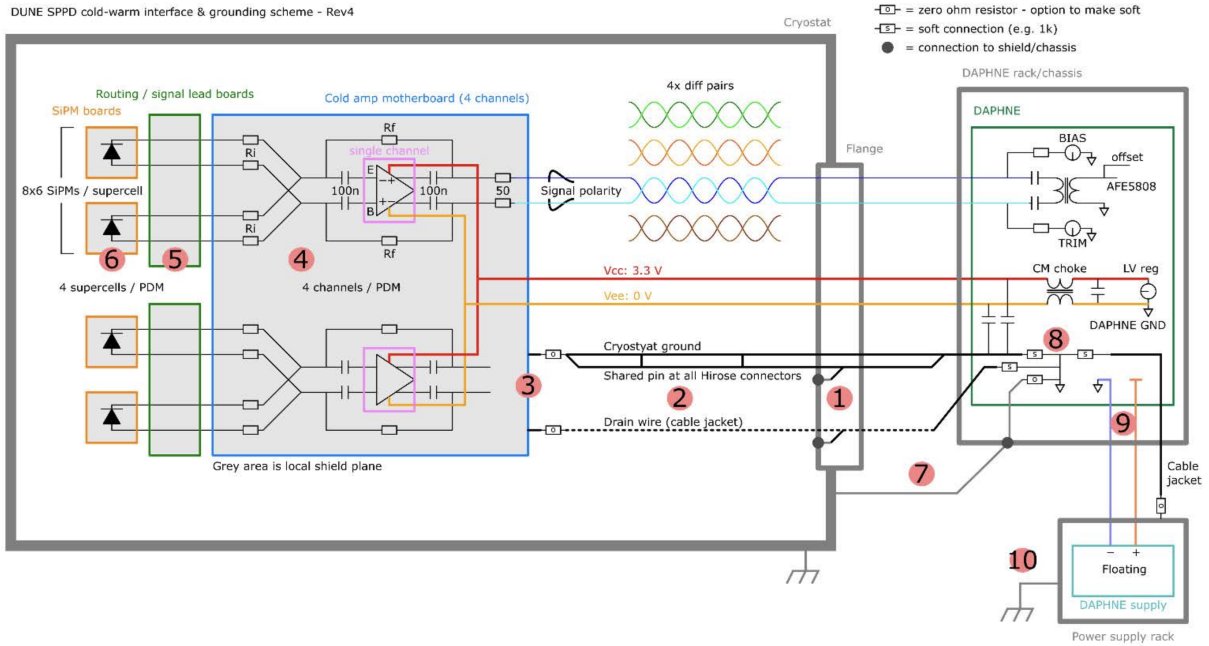 DUNE SPPD cold-warm interface & grounding scheme - Rev4
Cryostat
0 = zero ohm resistor - option to make soft
S = soft connection (e.g. 1k)
= connection to shield/chassis
DAPHNE rack/chassis
Routing / signal lead boards
SiPM boards
Cold amp motherboard (4 channels)
4x diff pairs
DAPHNE
Rf
single channel
Ri
E
B
100n
100n
50
Signal polarity
Flange
BIAS
offset
AFE5808
TRIM
8x6 SiPMs / supercell
Ri
Rf
6
5
4
4 supercells / PDM
4 channels / PDM
Vcc: 3.3 V
Vee: 0 V
CM choke
LV reg
DAPHNE GND
Cryostyat ground
Shared pin at all Hirose connectors
0
S
S
S
0
8
3
2
1
Drain wire (cable jacket)
0
9
Grey area is local shield plane
7
Cable
jacket
0
10
- +
Floating
DAPHNE supply
Power supply rack